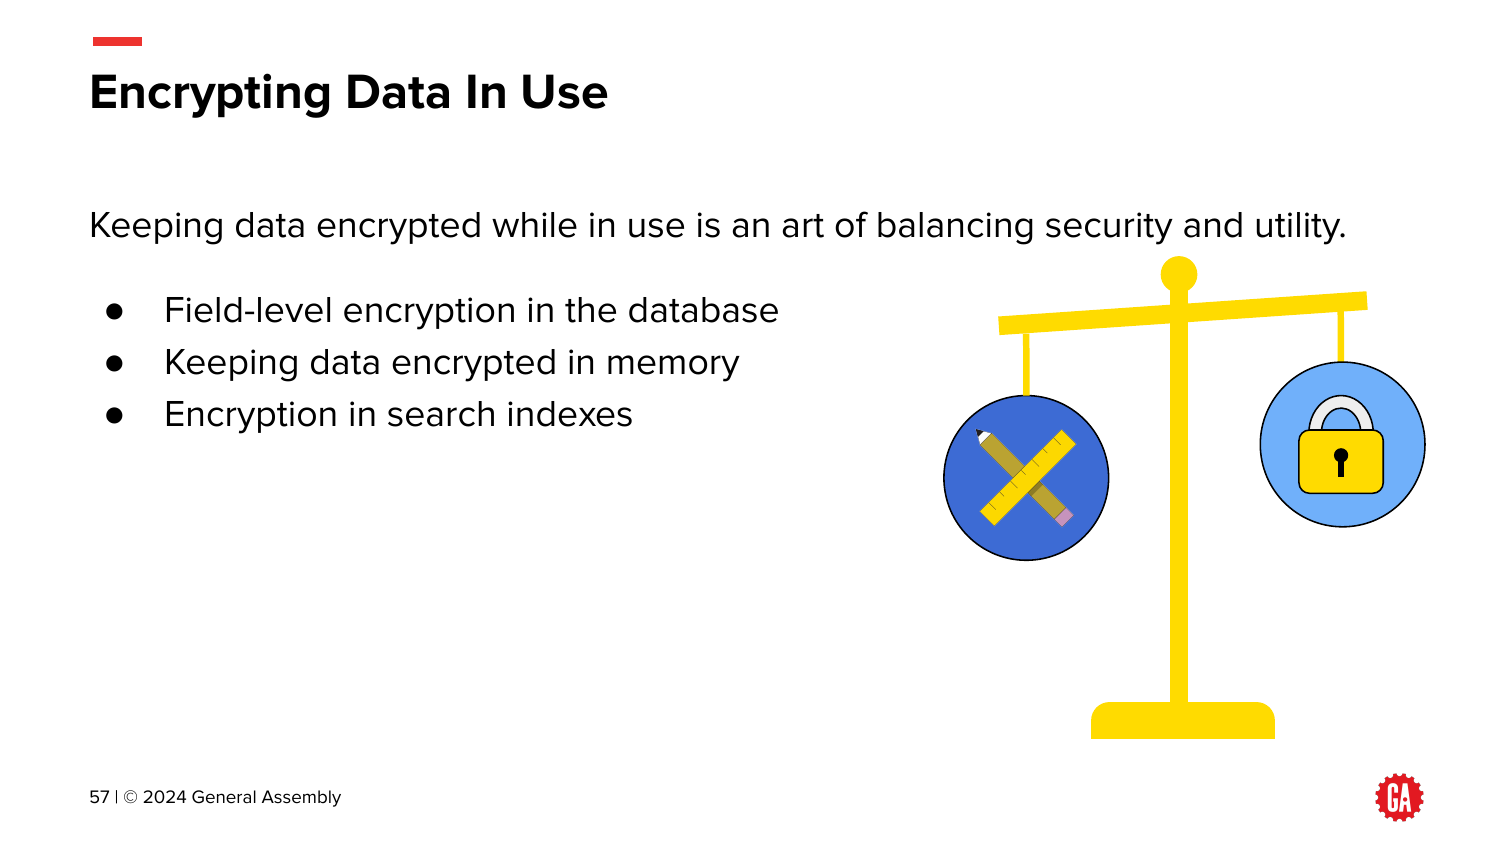 Encrypting Data In Use
Keeping data encrypted while in use is an art of balancing security and utility.
● Field-level encryption in the database
● Keeping data encrypted in memory
● Encryption in search indexes
57 | © 2024 General Assembly
GA